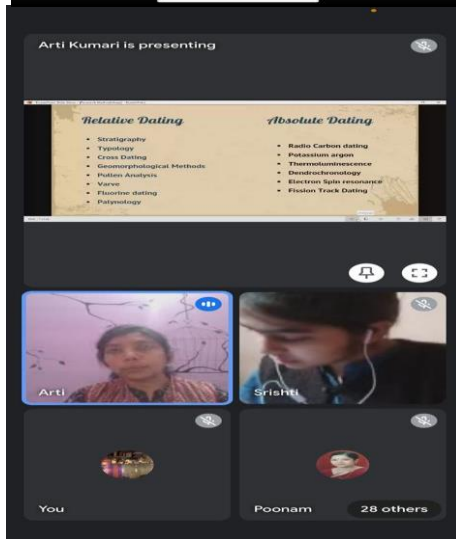 Arti Kumari is presenting
Relative Dating
Stratigraphy
Typology
Cross Dating
Geomorphological Methods
Pollen Analysis
Varve
Fluorine dating
Palynology
Absolute Dating
Radio Carbon dating
Potassium argon
Thermoluminescence
Dendrochronology
Electron Spin resonance
Fission Track Dating
Arti
Srishti
You
Poonam
28 others